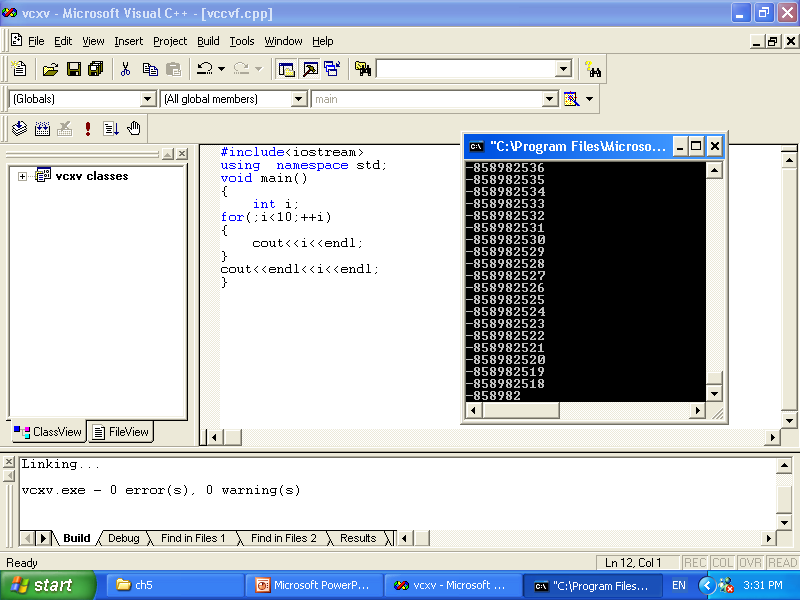 vcxv - Microsoft Visual C++ - [vccvf.cpp]
File Edit View Insert Project Build Tools Window Help
(Globals) (All global members) main
vcxv classes
#include<iostream>
using  namespace std;
void main()
{
    int i;
for(;i<10;++i)
{
    cout<<i<<endl;
}
cout<<endl<<i<<endl;
}
"C:\Program Files\Microso...
-858982536
-858982535
-858982534
-858982533
-858982532
-858982531
-858982530
-858982529
-858982528
-858982527
-858982526
-858982525
-858982524
-858982523
-858982522
-858982521
-858982520
-858982519
-858982518
-858982
ClassView FileView
Linking...
vcxv.exe - 0 error(s), 0 warning(s)
Build Debug Find in Files 1 Find in Files 2 Results
Ready Ln 12, Col 1 REC COL OVR READ
start ch5 Microsoft PowerP... vcxv - Microsoft ... "C:\Program Files... EN 3:31 PM